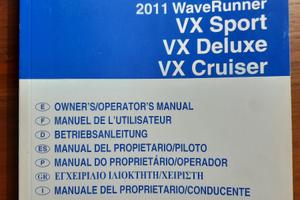 2011 WaveRunner
VX Sport
VX Deluxe
VX Cruiser
E OWNER'S/OPERATOR'S MANUAL
F MANUEL DE L'UTILISATEUR
D BETRIEBSANLEITUNG
ES MANUAL DEL PROPIETARIO/PILOTO
P MANUAL DO PROPRIETÁRIO/OPERADOR
GR ΕΓΧΕΙΡΙΔΙΟ ΙΔΙΟΚΤΗΤΗ/ΧΕΙΡΙΣΤΗ
I MANUALE DEL PROPRIETARIO/CONDUCENTE